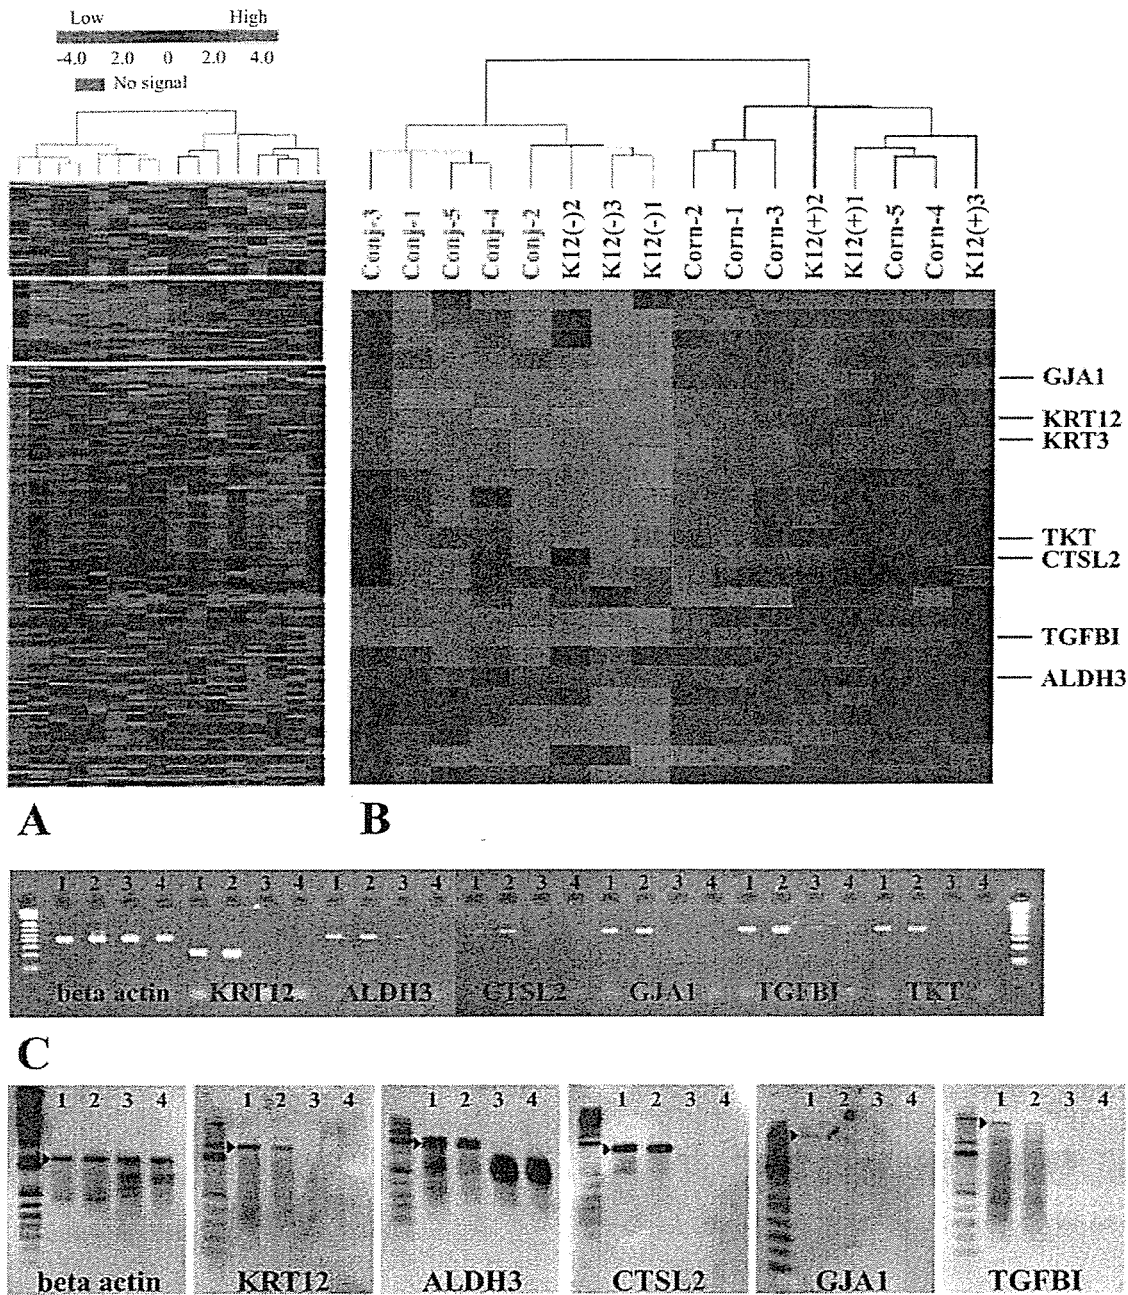 Low High
-4.0 2.0 0 2.0 4.0
No signal
Conj-3
Conj-1
Conj-5
Conj-4
Conj-2
K12(-)2
K12(-)3
K12(-)1
Corn-2
Corn-1
Corn-3
K12(+)2
K12(+)1
Corn-5
Corn-4
K12(+)3
GJA1
KRT12
KRT3
TKT
CTSL2
TGFBI
ALDH3
A B
1 2 3 4 1 2 3 4 1 2 3 4 1 2 3 4 1 2 3 4 1 2 3 4 1 2 3 4
beta actin KRT12 ALDH3 CTSL2 GJA1 TGFBI TKT
C
1 2 3 4 1 2 3 4 1 2 3 4 1 2 3 4 1 2 3 4 1 2 3 4
beta actin KRT12 ALDH3 CTSL2 GJA1 TGFBI